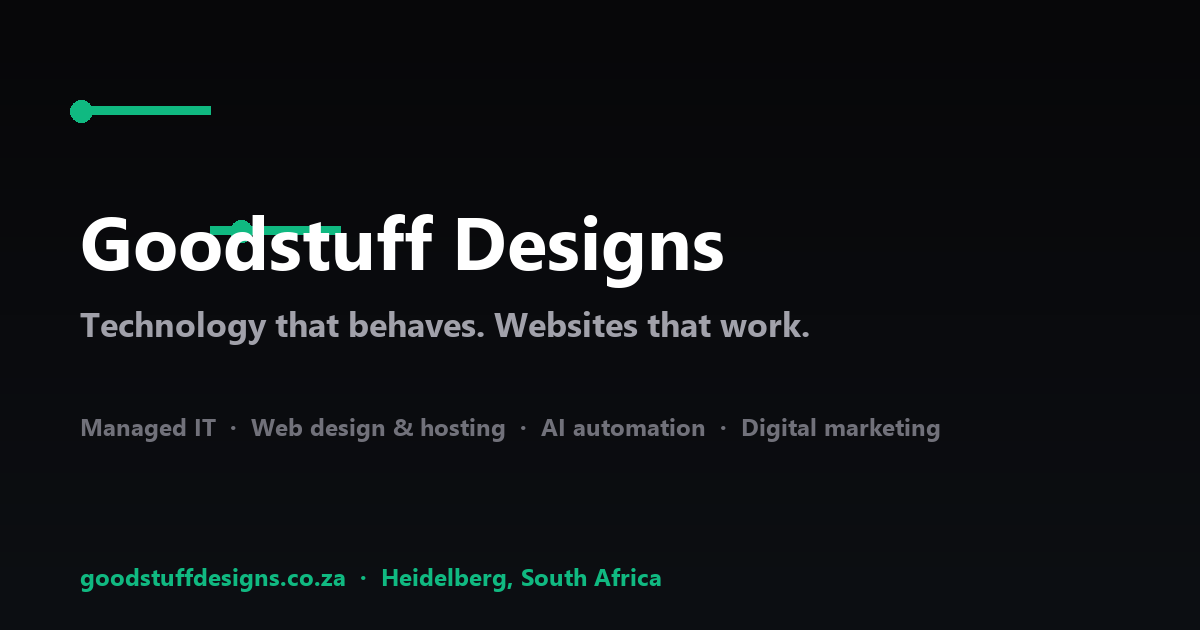 Goodstuff Designs
Technology that behaves. Websites that work.
Managed IT · Web design & hosting · AI automation · Digital marketing
goodstuffdesigns.co.za · Heidelberg, South Africa